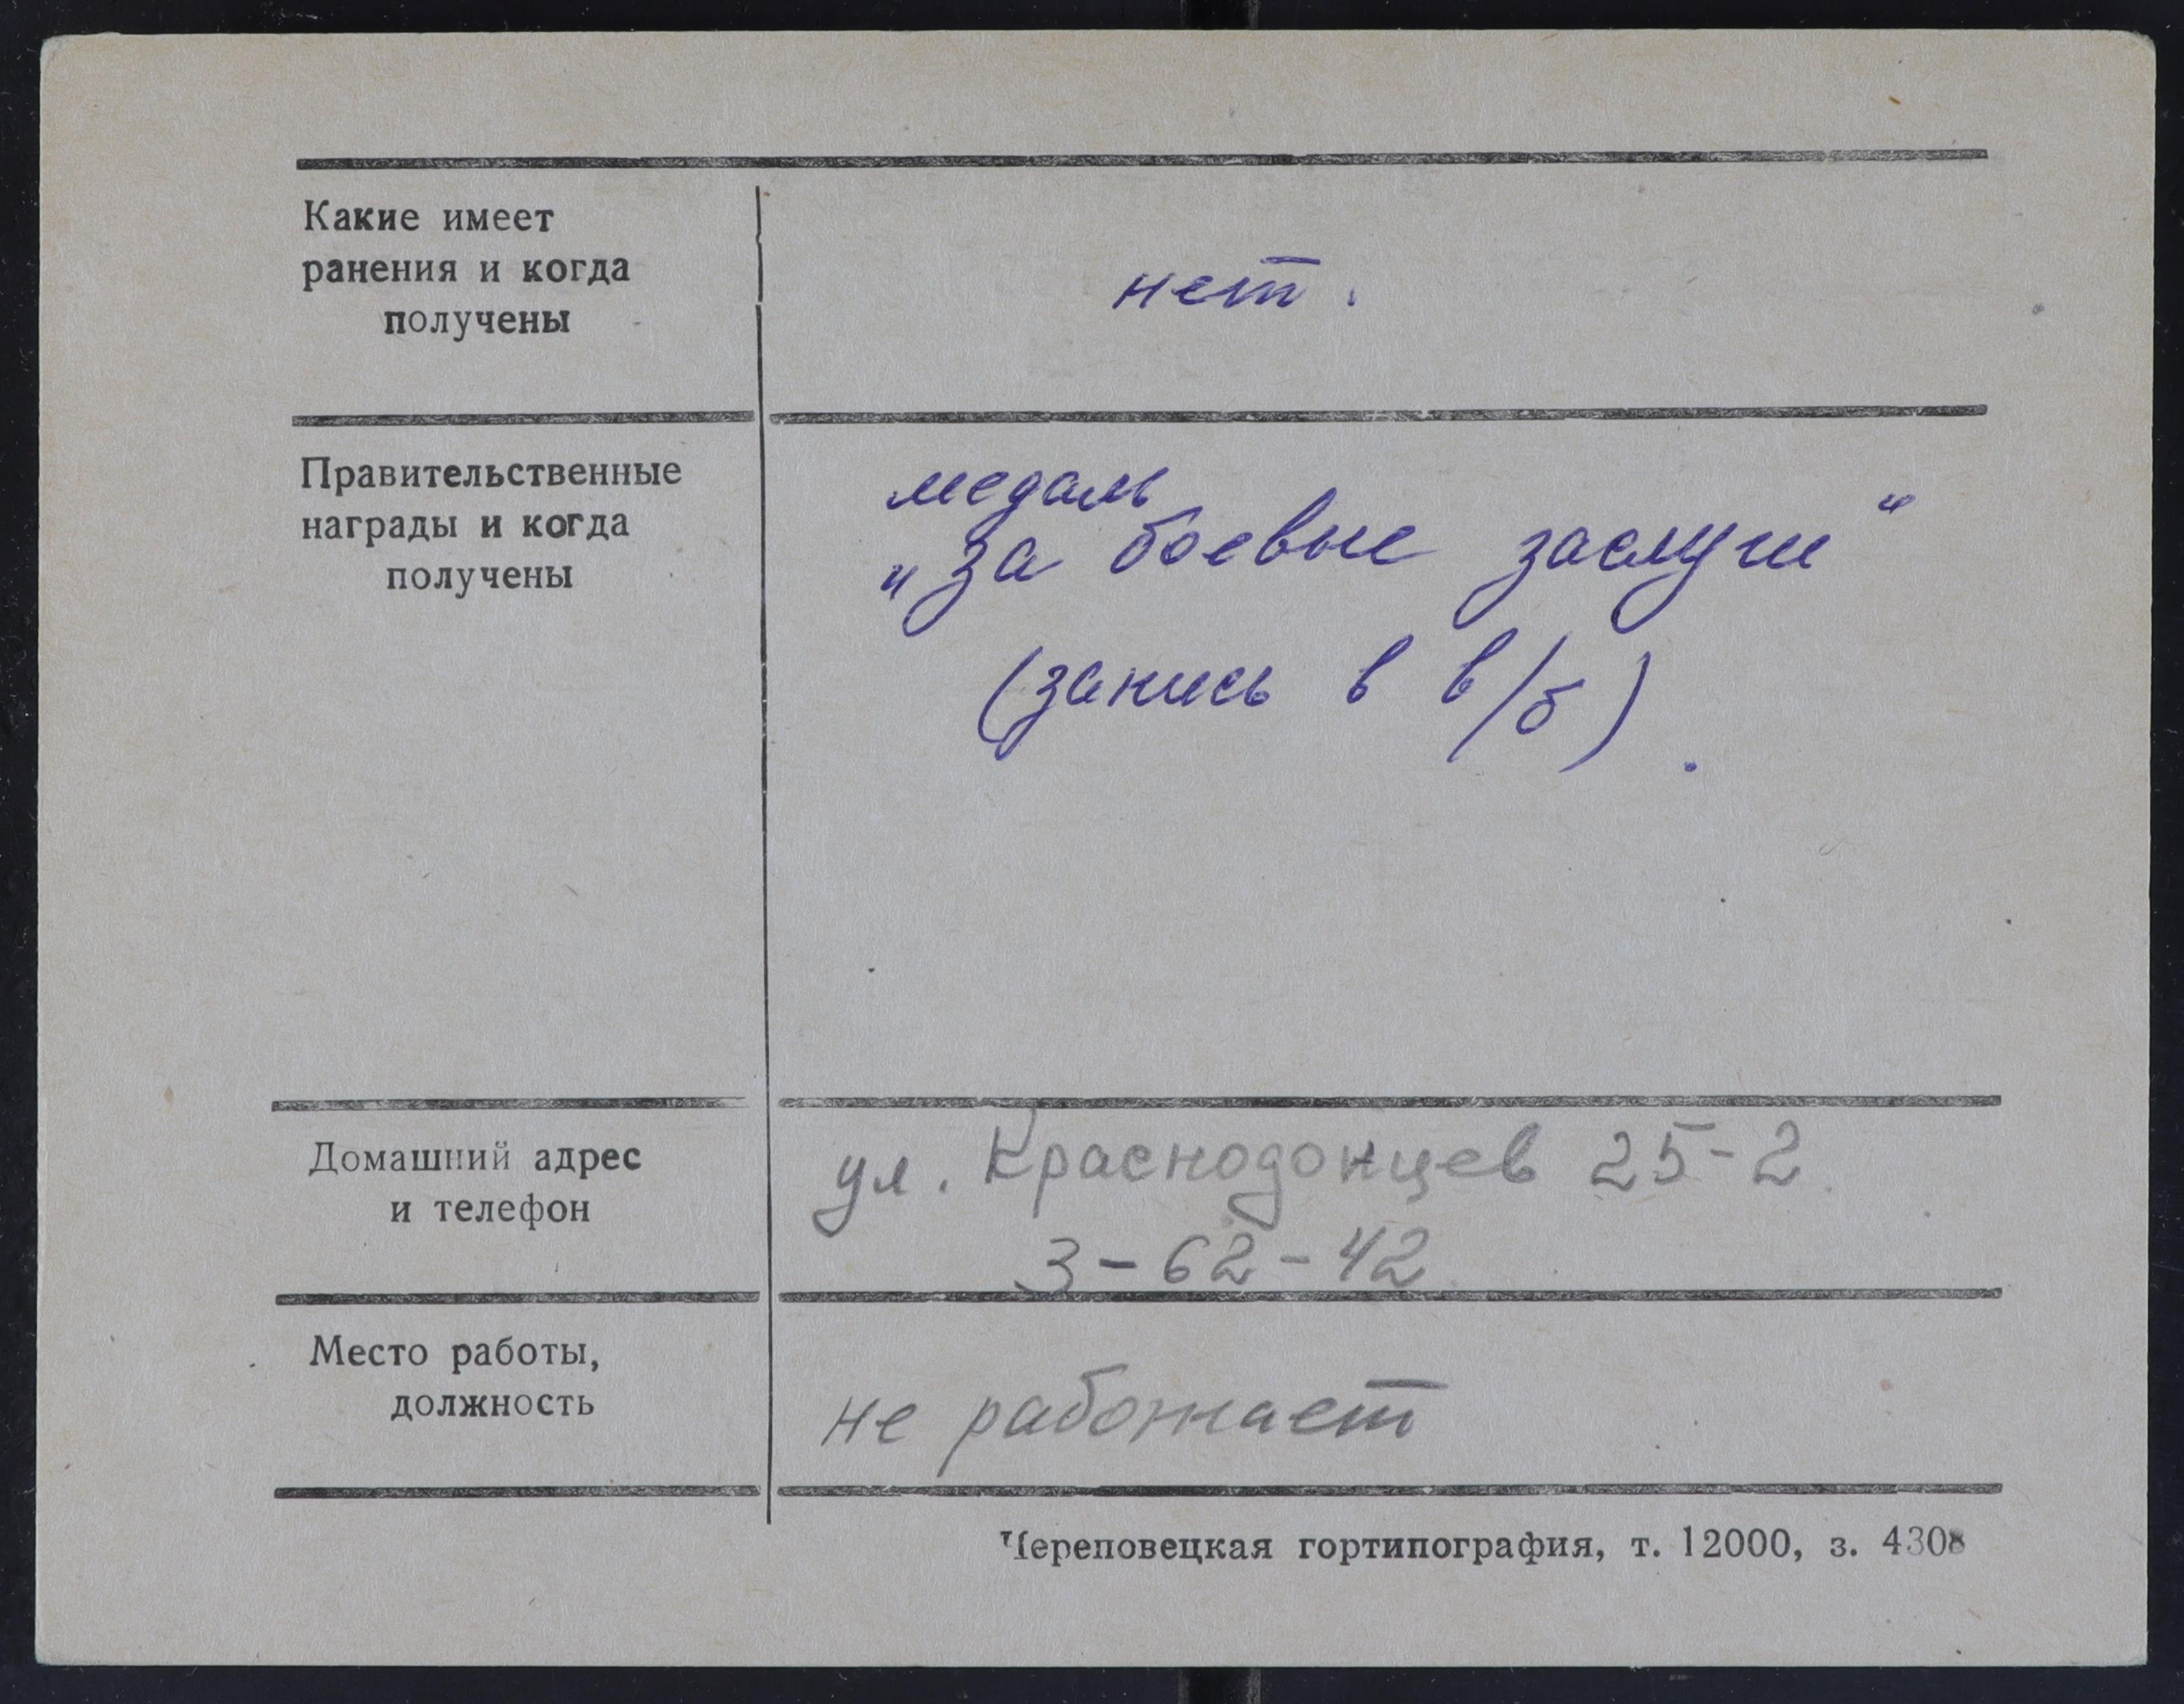 Какие имеет
ранения и когда
получены
нет.
Правительственные
награды и когда
получены
медаль
„За боевые заслуги“
(запись в в/б).
Домашний адрес
и телефон
ул. Краснодонцев 25-2
3-62-42
Место работы,
должность
не работает
Череповецкая гортипография, т. 12000, з. 4308